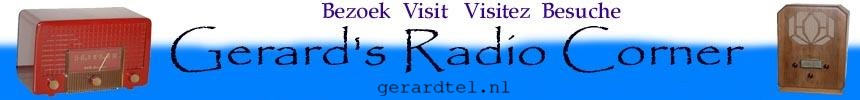 Bezoek Visit Visitez Besuche
Gerard's Radio Corner
gerardtel.nl